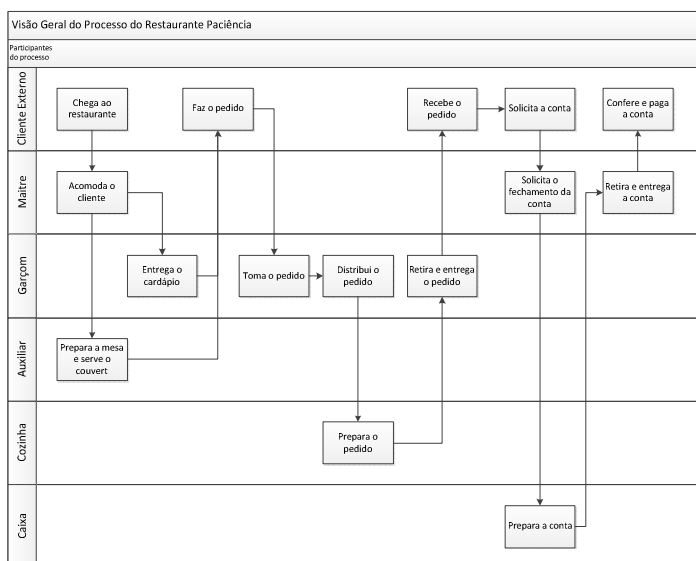 Visão Geral do Processo do Restaurante Paciência
Participantes
do processo
Cliente Externo
Chega ao
restaurante
Faz o pedido
Recebe o
pedido
Solicita a conta
Confere e paga
a conta
Maitre
Acomoda o
cliente
Solicita o
fechamento da
conta
Retira e entrega
a conta
Garçom
Entrega o
cardápio
Toma o pedido
Distribui o
pedido
Retira e entrega
o pedido
Auxiliar
Prepara a mesa
e serve o
couvert
Cozinha
Prepara o
pedido
Caixa
Prepara a conta